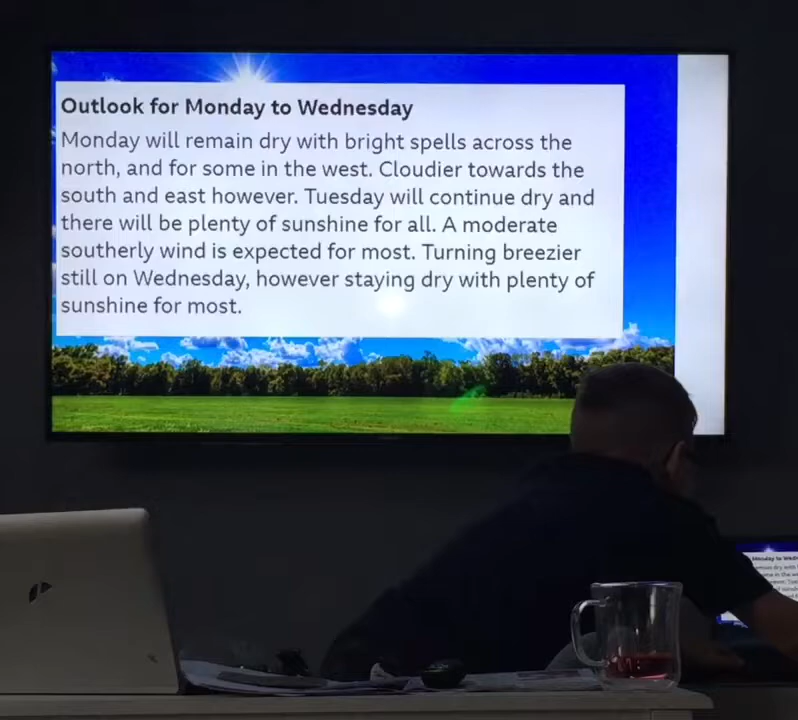 Outlook for Monday to Wednesday
Monday will remain dry with bright spells across the
north, and for some in the west. Cloudier towards the
south and east however. Tuesday will continue dry and
there will be plenty of sunshine for all. A moderate
southerly wind is expected for most. Turning breezier
still on Wednesday, however staying dry with plenty of
sunshine for most.